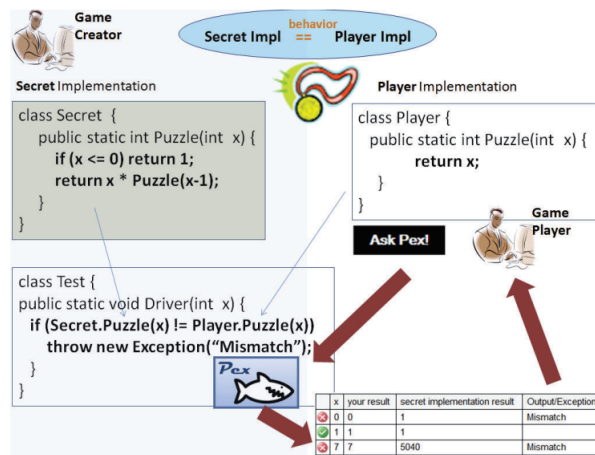 Game
Creator
behavior
Secret Impl == Player Impl
Secret Implementation
class Secret {
public static int Puzzle(int x) {
if (x <= 0) return 1;
return x * Puzzle(x-1);
}
}
Player Implementation
class Player {
public static int Puzzle(int x) {
return x;
}
}
Ask Pex!
Game
Player
class Test {
public static void Driver(int x) {
if (Secret.Puzzle(x) != Player.Puzzle(x))
throw new Exception(“Mismatch”);
}
}
Pex
x your result secret implementation result Output/Exception
0 0 1 Mismatch
1 1 1
7 7 5040 Mismatch